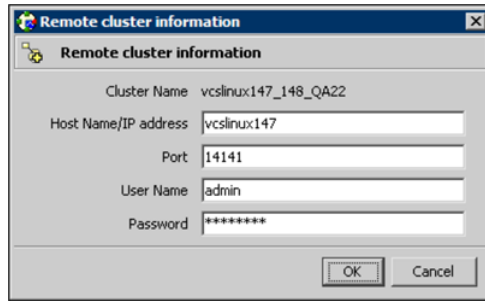 Remote cluster information
Remote cluster information
Cluster Name vcslinux147_148_QA22
Host Name/IP address vcslinux147
Port 14141
User Name admin
Password ********
OK Cancel